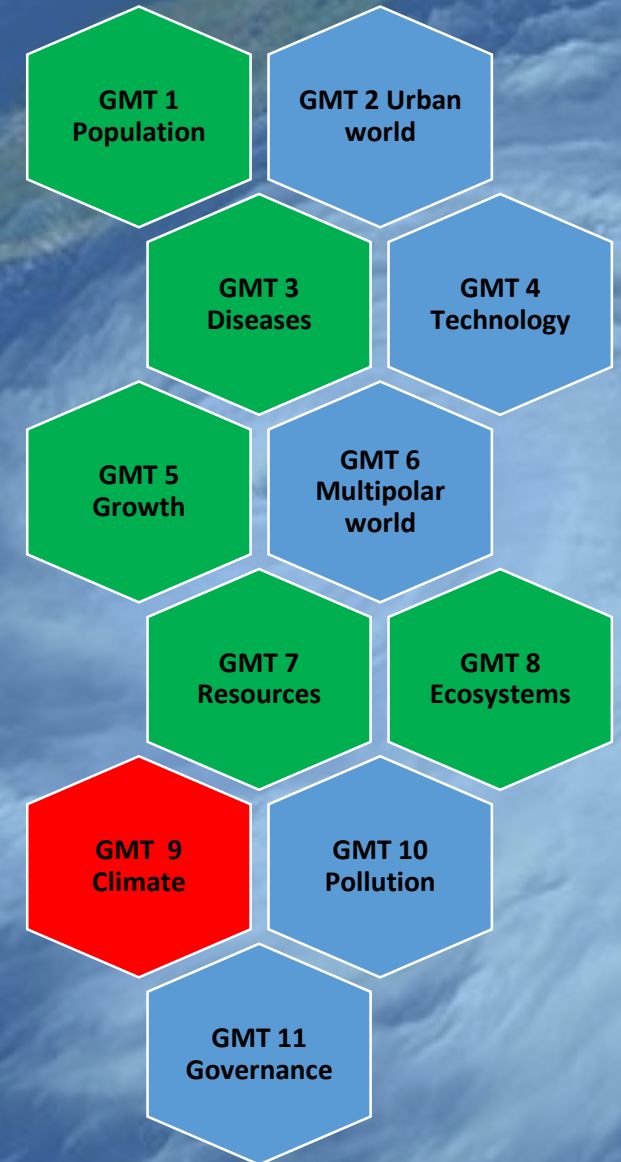 GMT 1
Population
GMT 2 Urban
world
GMT 3
Diseases
GMT 4
Technology
GMT 5
Growth
GMT 6
Multipolar
world
GMT 7
Resources
GMT 8
Ecosystems
GMT 9
Climate
GMT 10
Pollution
GMT 11
Governance